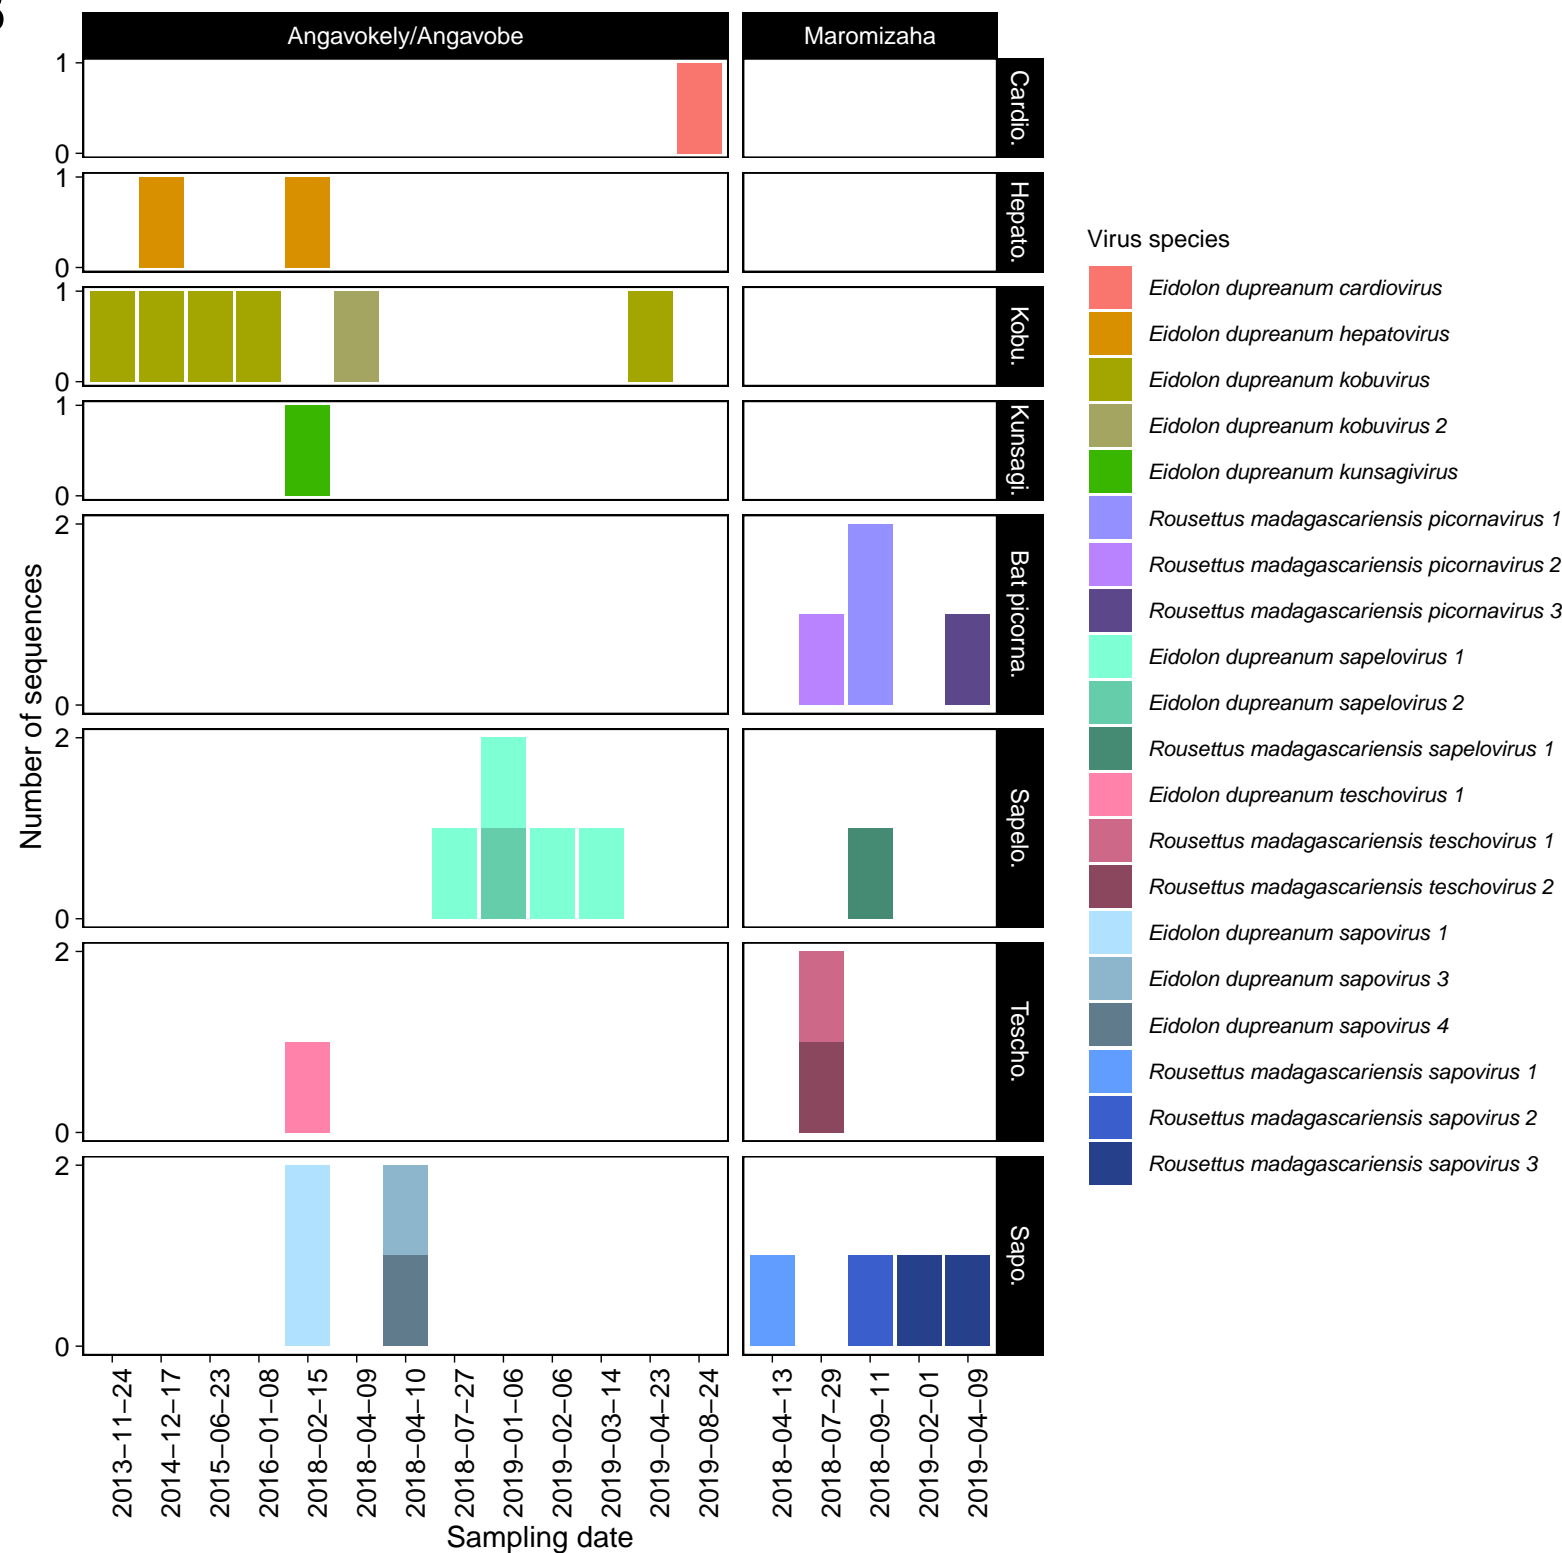 Angavokely/Angavobe
Maromizaha
1
0
Cardio.
1
0
Hepato.
1
0
Kobu.
1
0
Kunsagi.
2
0
Bat picorna.
2
0
Sapelo.
2
0
Tescho.
2
0
Sapo.
Number of sequences
2013−11−24
2014−12−17
2015−06−23
2016−01−08
2018−02−15
2018−04−09
2018−04−10
2018−07−27
2019−01−06
2019−02−06
2019−03−14
2019−04−23
2019−08−24
2018−04−13
2018−07−29
2018−09−11
2019−02−01
2019−04−09
Sampling date
Virus species
Eidolon dupreanum cardiovirus
Eidolon dupreanum hepatovirus
Eidolon dupreanum kobuvirus
Eidolon dupreanum kobuvirus 2
Eidolon dupreanum kunsagivirus
Rousettus madagascariensis picornavirus 1
Rousettus madagascariensis picornavirus 2
Rousettus madagascariensis picornavirus 3
Eidolon dupreanum sapelovirus 1
Eidolon dupreanum sapelovirus 2
Rousettus madagascariensis sapelovirus 1
Eidolon dupreanum teschovirus 1
Rousettus madagascariensis teschovirus 1
Rousettus madagascariensis teschovirus 2
Eidolon dupreanum sapovirus 1
Eidolon dupreanum sapovirus 3
Eidolon dupreanum sapovirus 4
Rousettus madagascariensis sapovirus 1
Rousettus madagascariensis sapovirus 2
Rousettus madagascariensis sapovirus 3